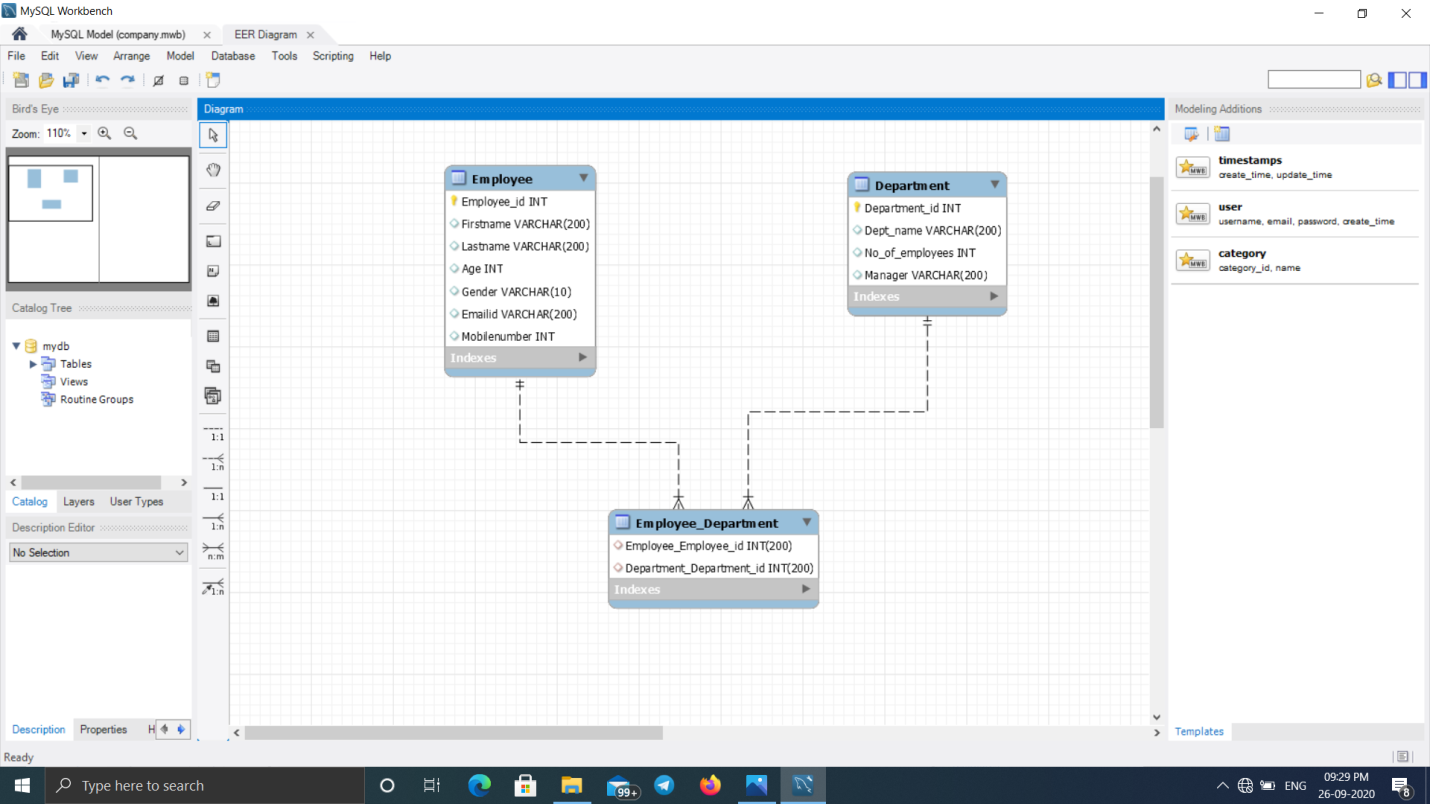 MySQL Workbench
MySQL Model (company.mwb)
EER Diagram
File Edit View Arrange Model Database Tools Scripting Help
Bird's Eye
Zoom: 110%
Catalog Tree
mydb
Tables
Views
Routine Groups
Catalog Layers User Types
Description Editor
No Selection
Description Properties H
Diagram
1:1
1:n
1:1
1:n
n:m
1:n
Employee
Employee_id INT
Firstname VARCHAR(200)
Lastname VARCHAR(200)
Age INT
Gender VARCHAR(10)
Emailid VARCHAR(200)
Mobilenumber INT
Indexes
Department
Department_id INT
Dept_name VARCHAR(200)
No_of_employees INT
Manager VARCHAR(200)
Indexes
Employee_Department
Employee_Employee_id INT(200)
Department_Department_id INT(200)
Indexes
Modeling Additions
MWB
timestamps
create_time, update_time
MWB
user
username, email, password, create_time
MWB
category
category_id, name
Templates
Ready
Type here to search
99+
ENG
09:29 PM
26-09-2020
8